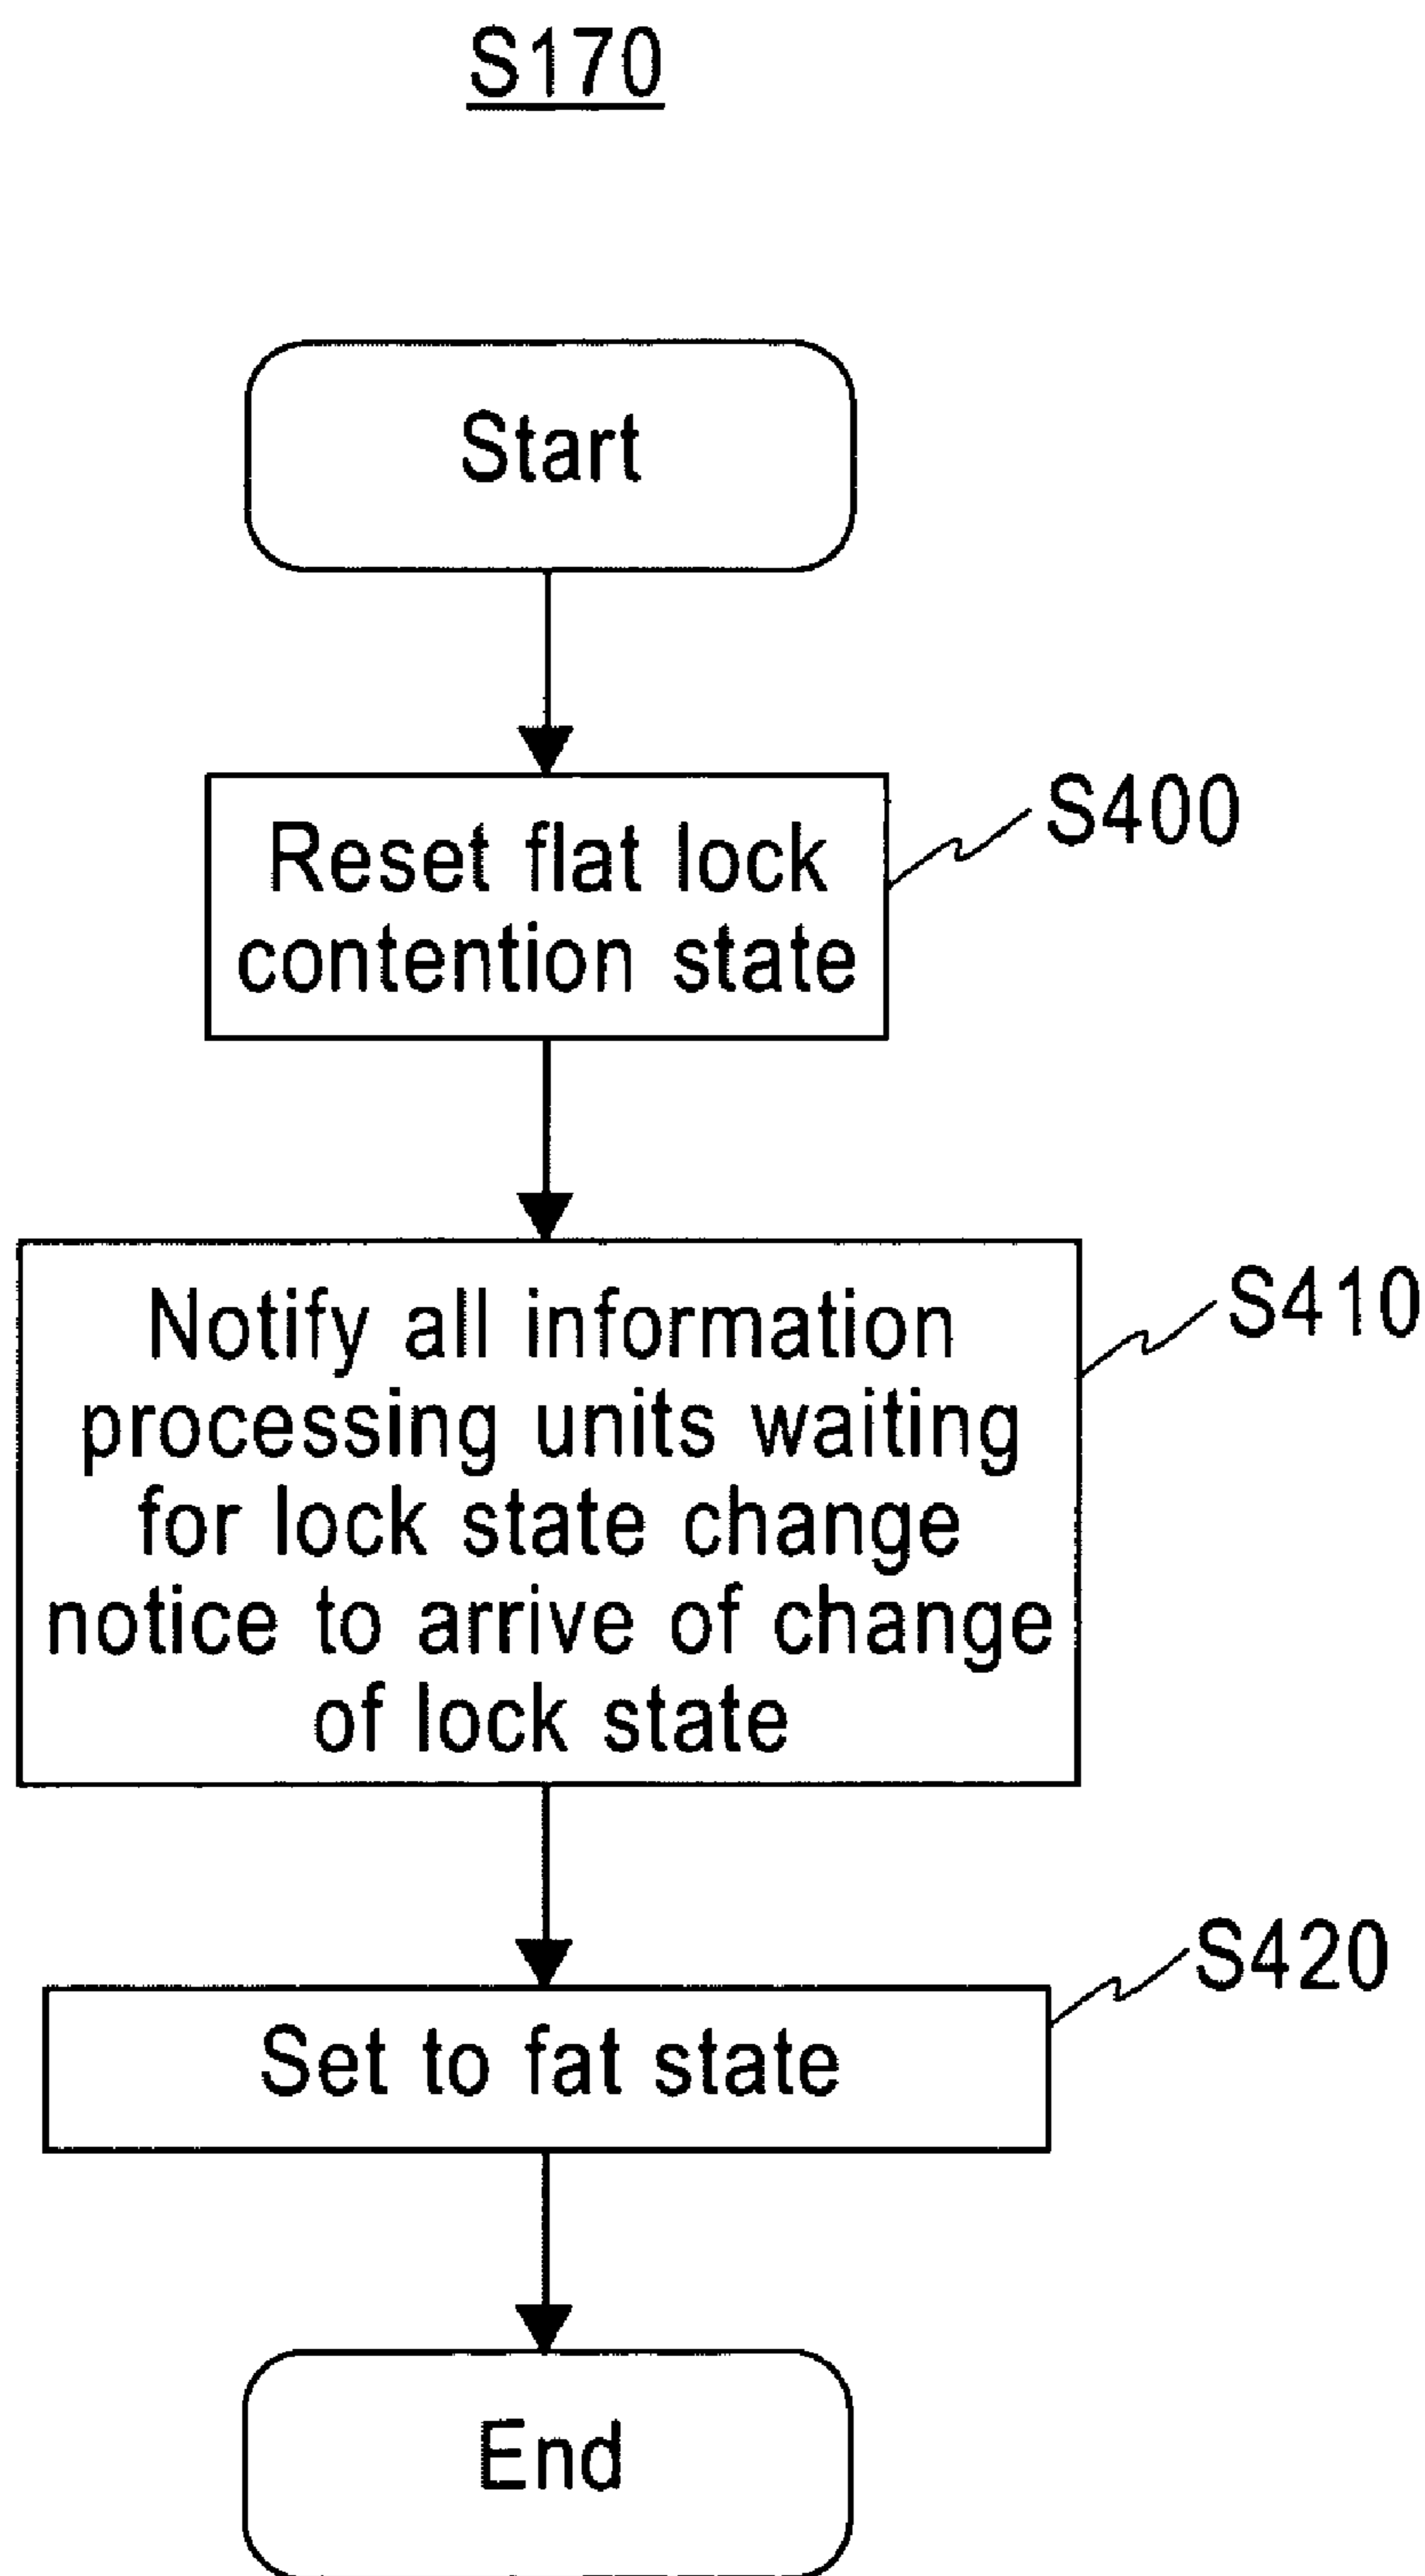 S170
Start
Reset flat lock
contention state
S400
Notify all information
processing units waiting
for lock state change
notice to arrive of change
of lock state
S410
Set to fat state
S420
End